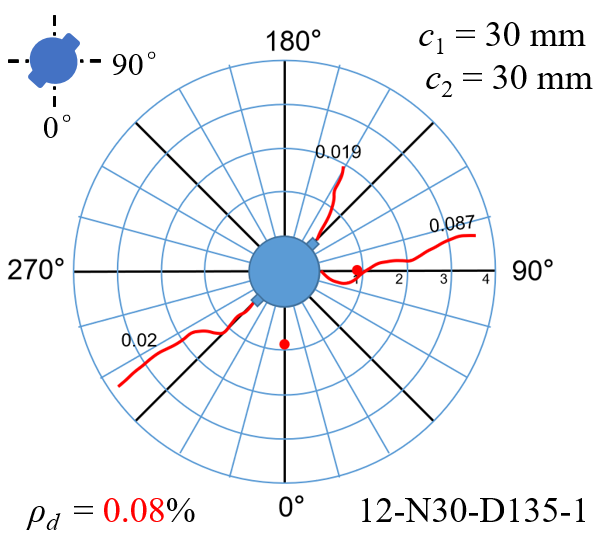 180°
c₁ = 30 mm
c₂ = 30 mm
90°
0°
0.019
0.087
270°
1 2 3 4
90°
0.02
ρd = 0.08%
0°
12-N30-D135-1